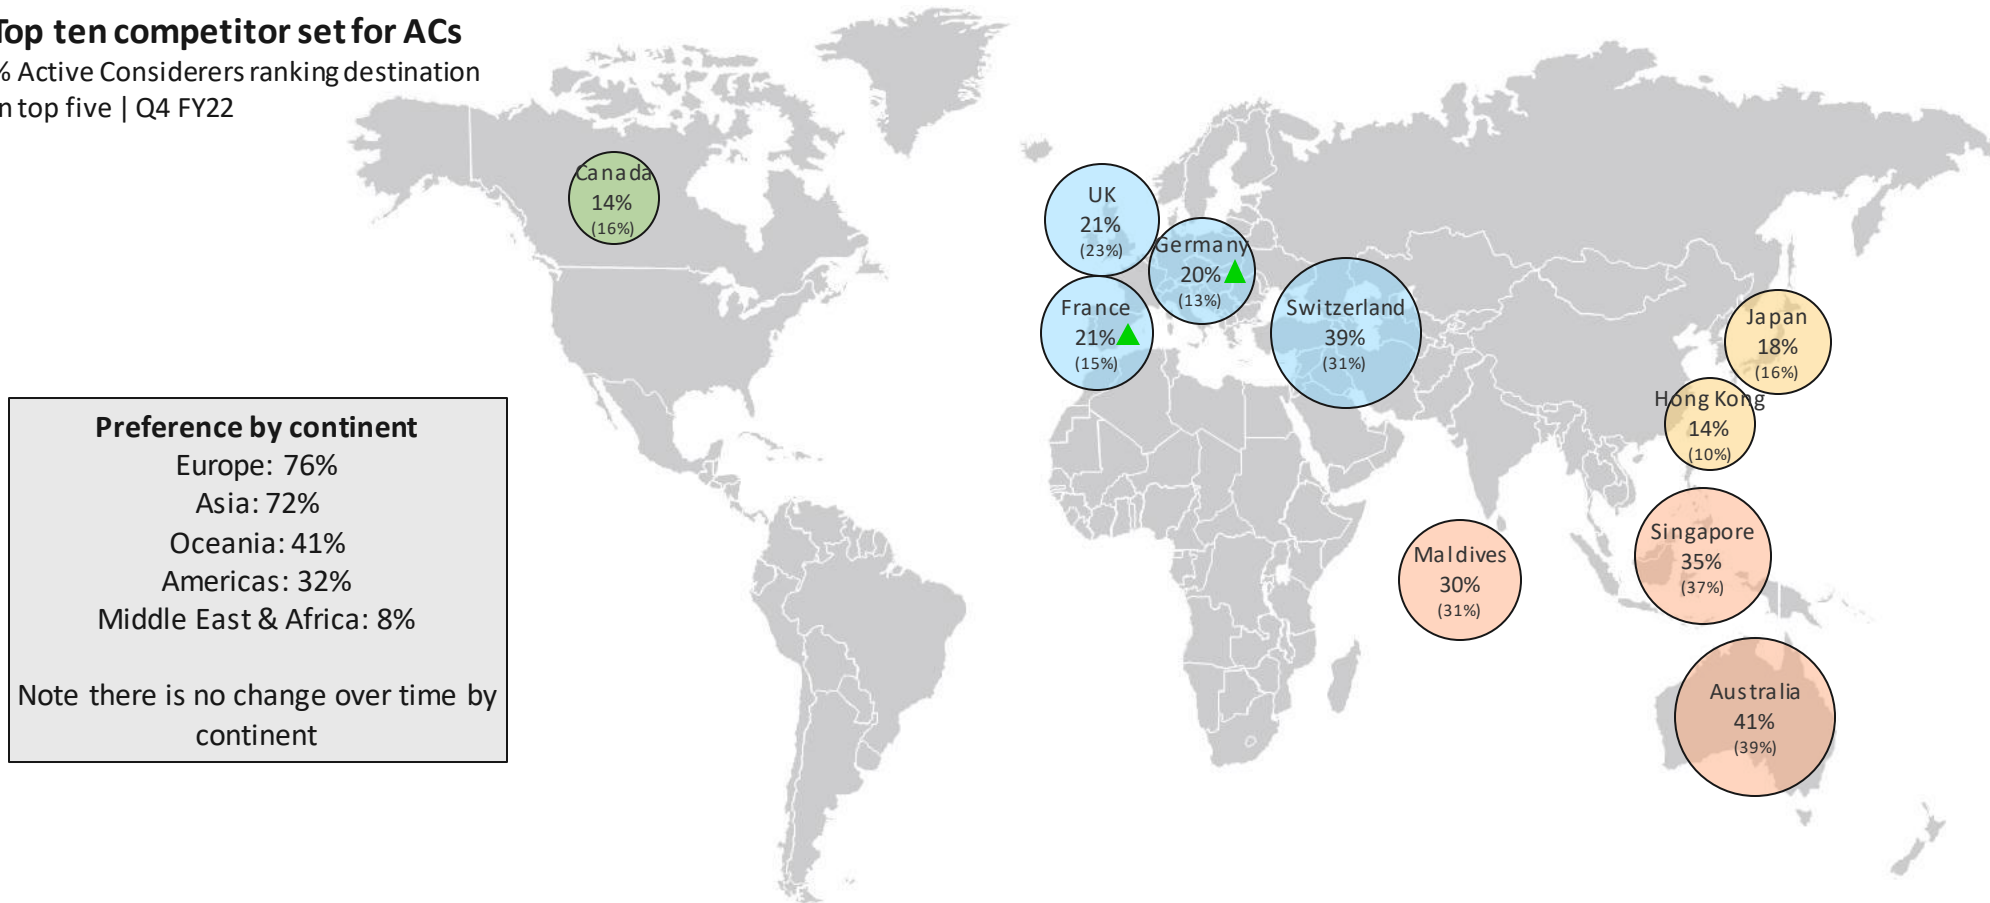 Top ten competitor set for ACs
% Active Considerers ranking destination
in top five | Q4 FY22
Canada
14%
(16%)
UK
21%
(23%)
Germany
20%
(13%)
France
21%
(15%)
Switzerland
39%
(31%)
Japan
18%
(16%)
Hong Kong
14%
(10%)
Singapore
35%
(37%)
Maldives
30%
(31%)
Australia
41%
(39%)
Preference by continent
Europe: 76%
Asia: 72%
Oceania: 41%
Americas: 32%
Middle East & Africa: 8%
Note there is no change over time by
continent